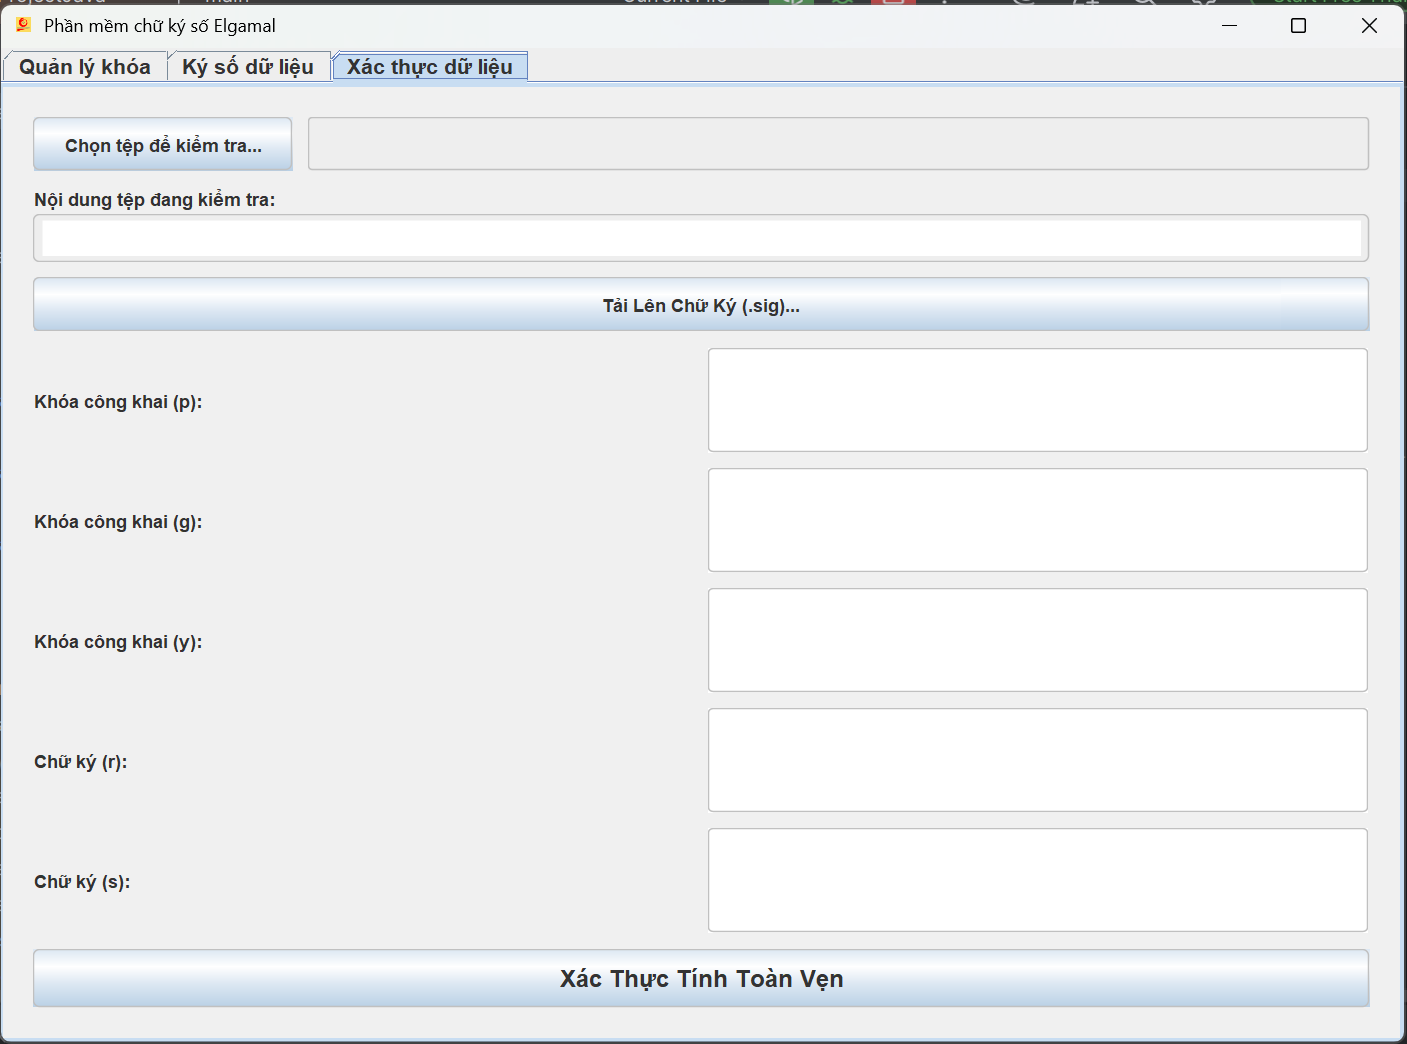 Phần mềm chữ ký số Elgamal
Quản lý khóa Ký số dữ liệu Xác thực dữ liệu
Chọn tệp để kiểm tra...
Nội dung tệp đang kiểm tra:
Tải Lên Chữ Ký (.sig)...
Khóa công khai (p):
Khóa công khai (g):
Khóa công khai (y):
Chữ ký (r):
Chữ ký (s):
Xác Thực Tính Toàn Vẹn